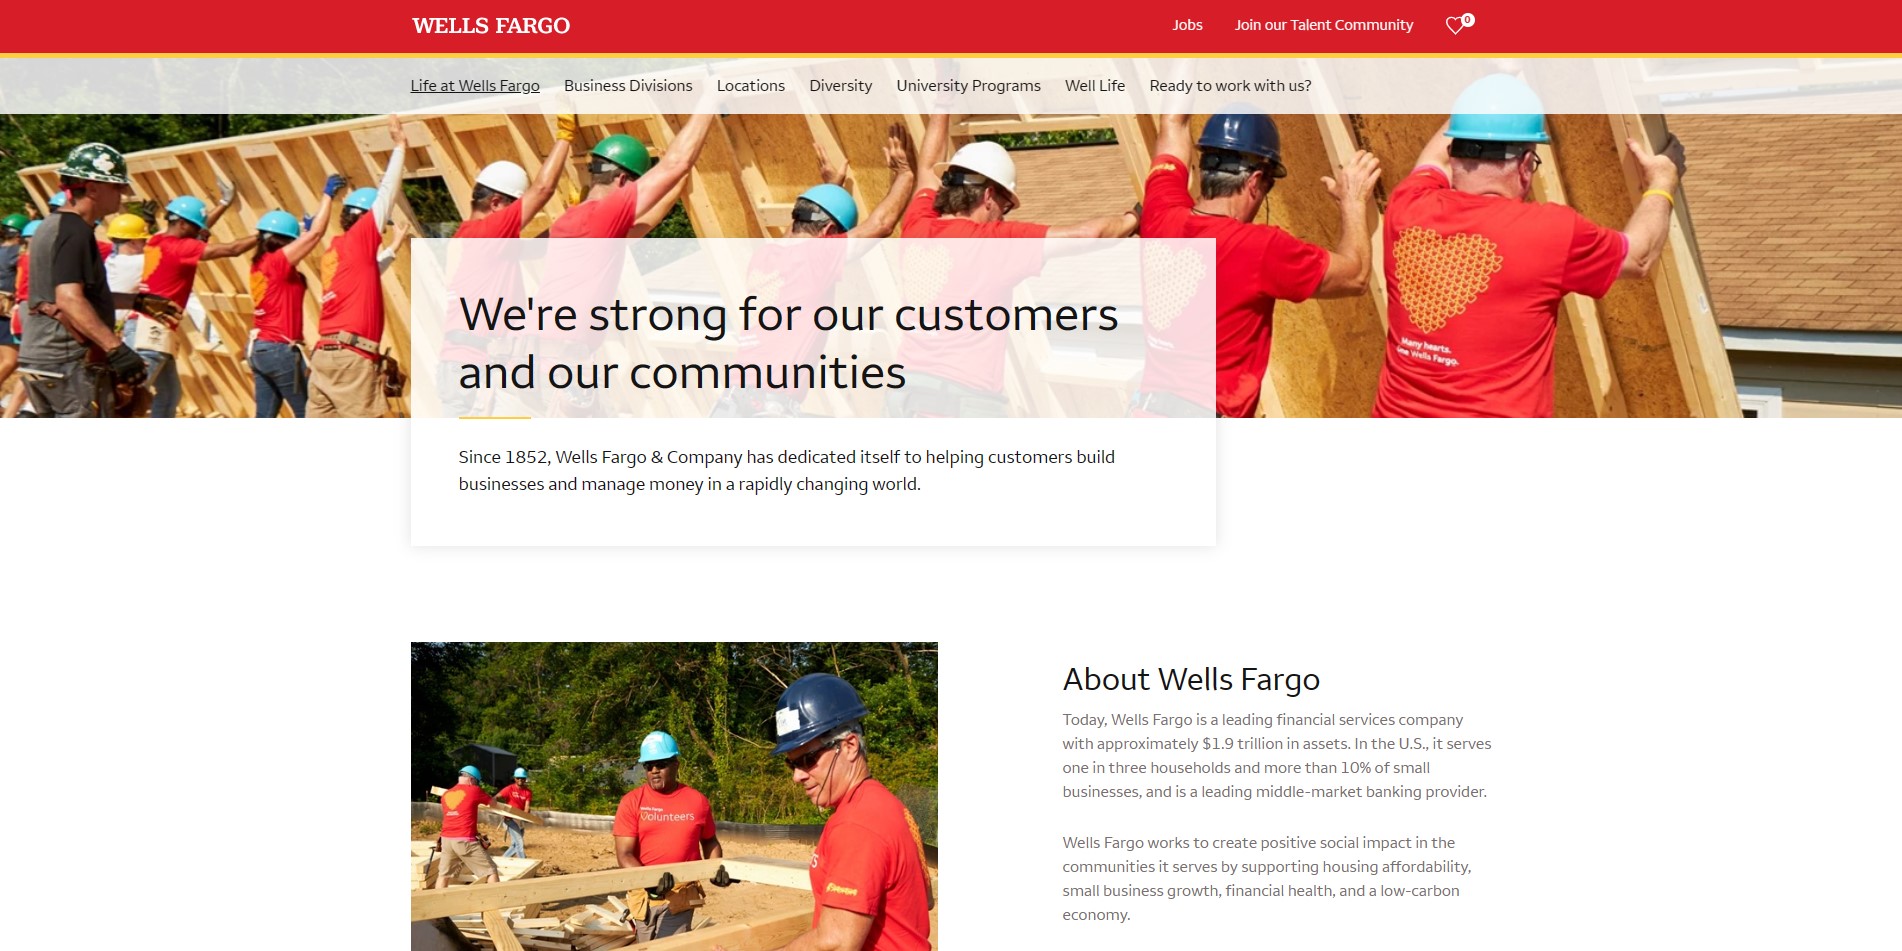 WELLS FARGO
Jobs
Join our Talent Community
0
Life at Wells Fargo
Business Divisions
Locations
Diversity
University Programs
Well Life
Ready to work with us?
We're strong for our customers
and our communities
Since 1852, Wells Fargo & Company has dedicated itself to helping customers build
businesses and manage money in a rapidly changing world.
Many hearts.
One Wells Fargo.
About Wells Fargo
Today, Wells Fargo is a leading financial services company
with approximately $1.9 trillion in assets. In the U.S., it serves
one in three households and more than 10% of small
businesses, and is a leading middle-market banking provider.
Wells Fargo works to create positive social impact in the
communities it serves by supporting housing affordability,
small business growth, financial health, and a low-carbon
economy.
Wells Fargo
Volunteers